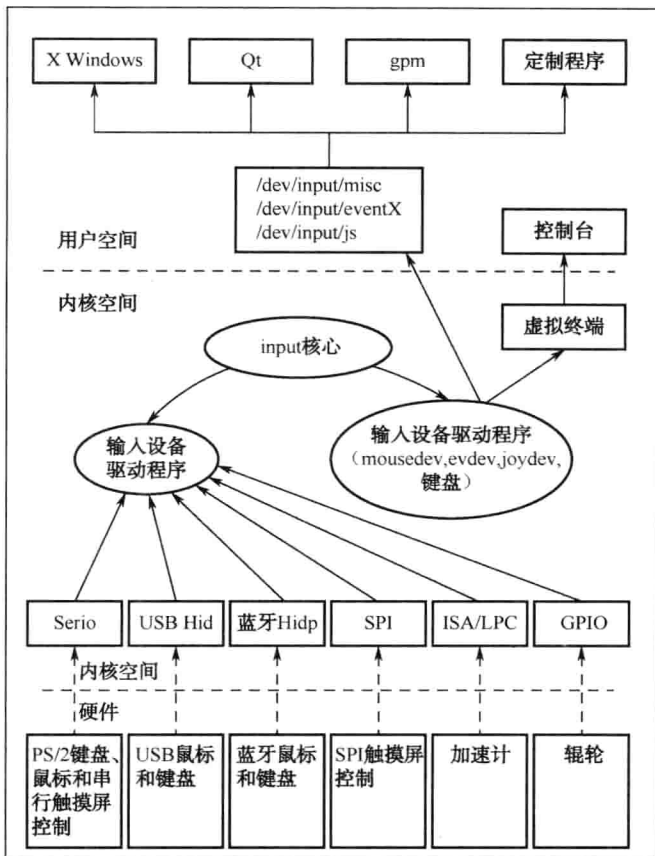 X Windows
Qt
gpm
定制程序
/dev/input/misc
/dev/input/eventX
/dev/input/js
用户空间
控制台
内核空间
虚拟终端
input核心
输入设备
驱动程序
输入设备驱动程序
（mousedev,evdev,joydev,
键盘）
Serio
USB Hid
蓝牙Hidp
SPI
ISA/LPC
GPIO
内核空间
硬件
PS/2键盘、
鼠标和串
行触摸屏
控制
USB鼠标
和键盘
蓝牙鼠标
和键盘
SPI触摸屏
控制
加速计
辊轮